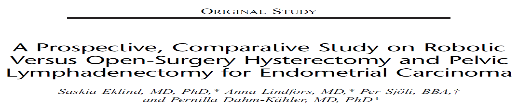 ORIGINAL STUDY
A Prospective, Comparative Study on Robotic
Versus Open-Surgery Hysterectomy and Pelvic
Lymphadenectomy for Endometrial Carcinoma
Saskia Eklind, MD, PhD,* Anna Lindfors, MD,* Per Sjöli, BBA,†
and Pernilla Dahm-Kähler, MD, PhD*